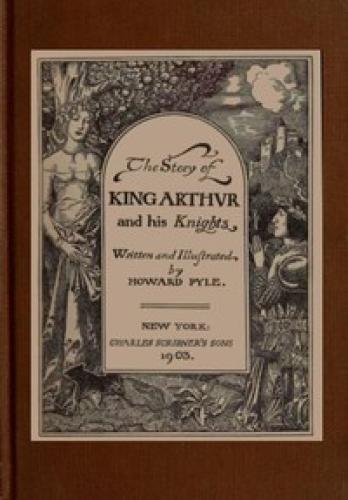 The Story of
KING ARTHVR
and his Knights
Written and Illustrated
by
HOWARD PYLE.
NEW YORK:
CHARLES SCRIBNER'S SONS
1903.